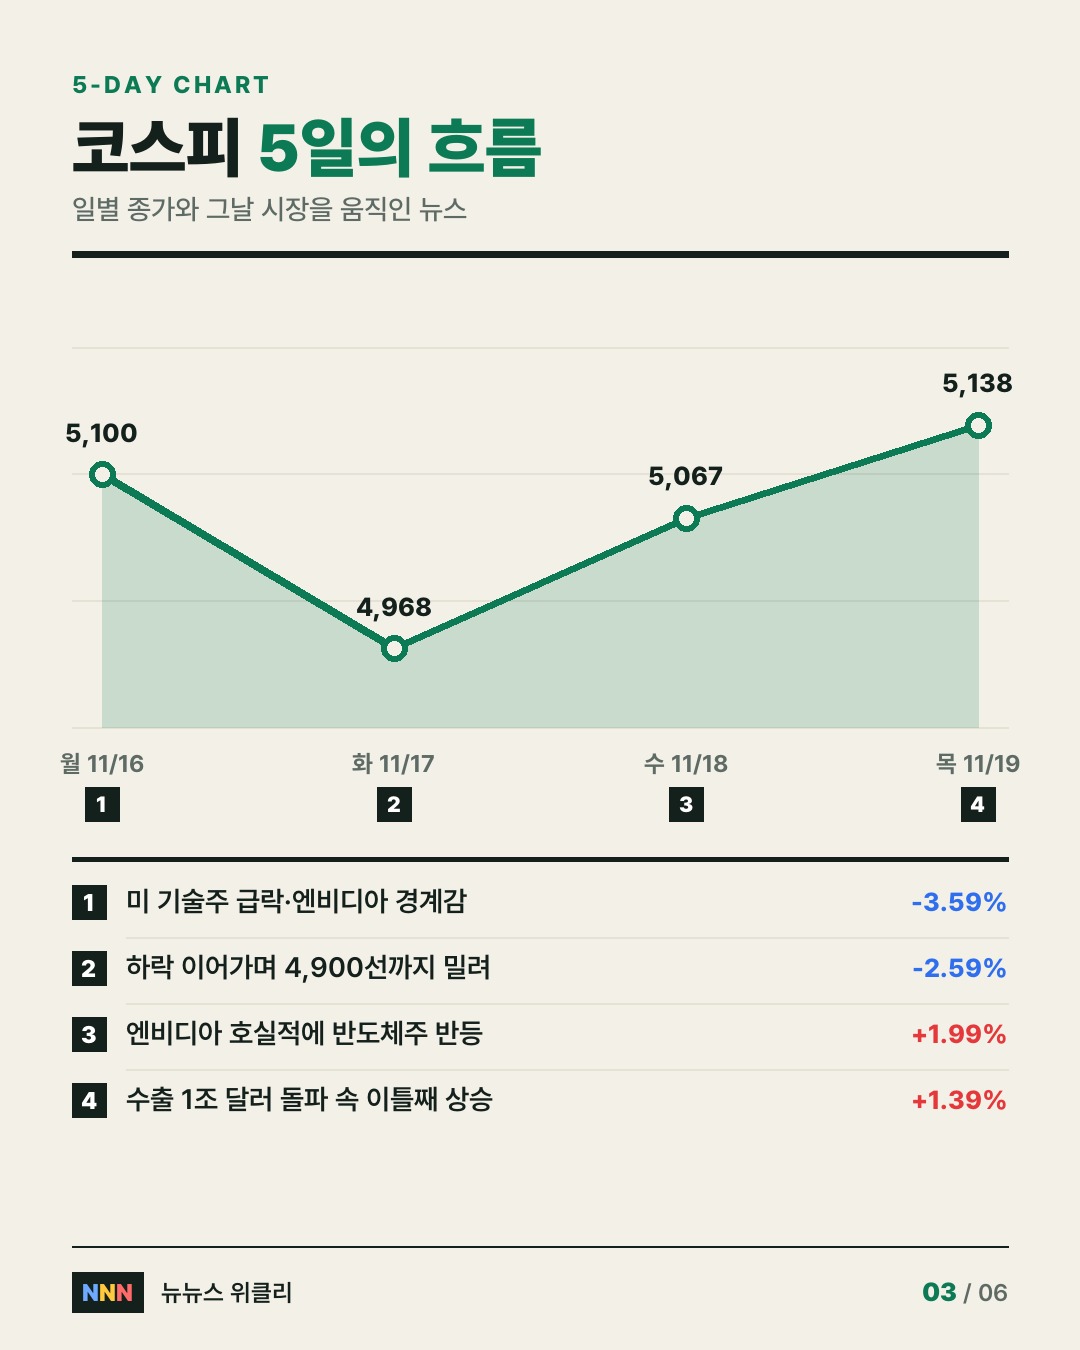 5-DAY CHART
코스피 5일의 흐름
일별 종가와 그날 시장을 움직인 뉴스
5,100
4,968
5,067
5,138
월 11/16
화 11/17
수 11/18
목 11/19
1
2
3
4
1 미 기술주 급락·엔비디아 경계감 -3.59%
2 하락 이어가며 4,900선까지 밀려 -2.59%
3 엔비디아 호실적에 반도체주 반등 +1.99%
4 수출 1조 달러 돌파 속 이틀째 상승 +1.39%
NNN 뉴뉴스 위클리
03 / 06